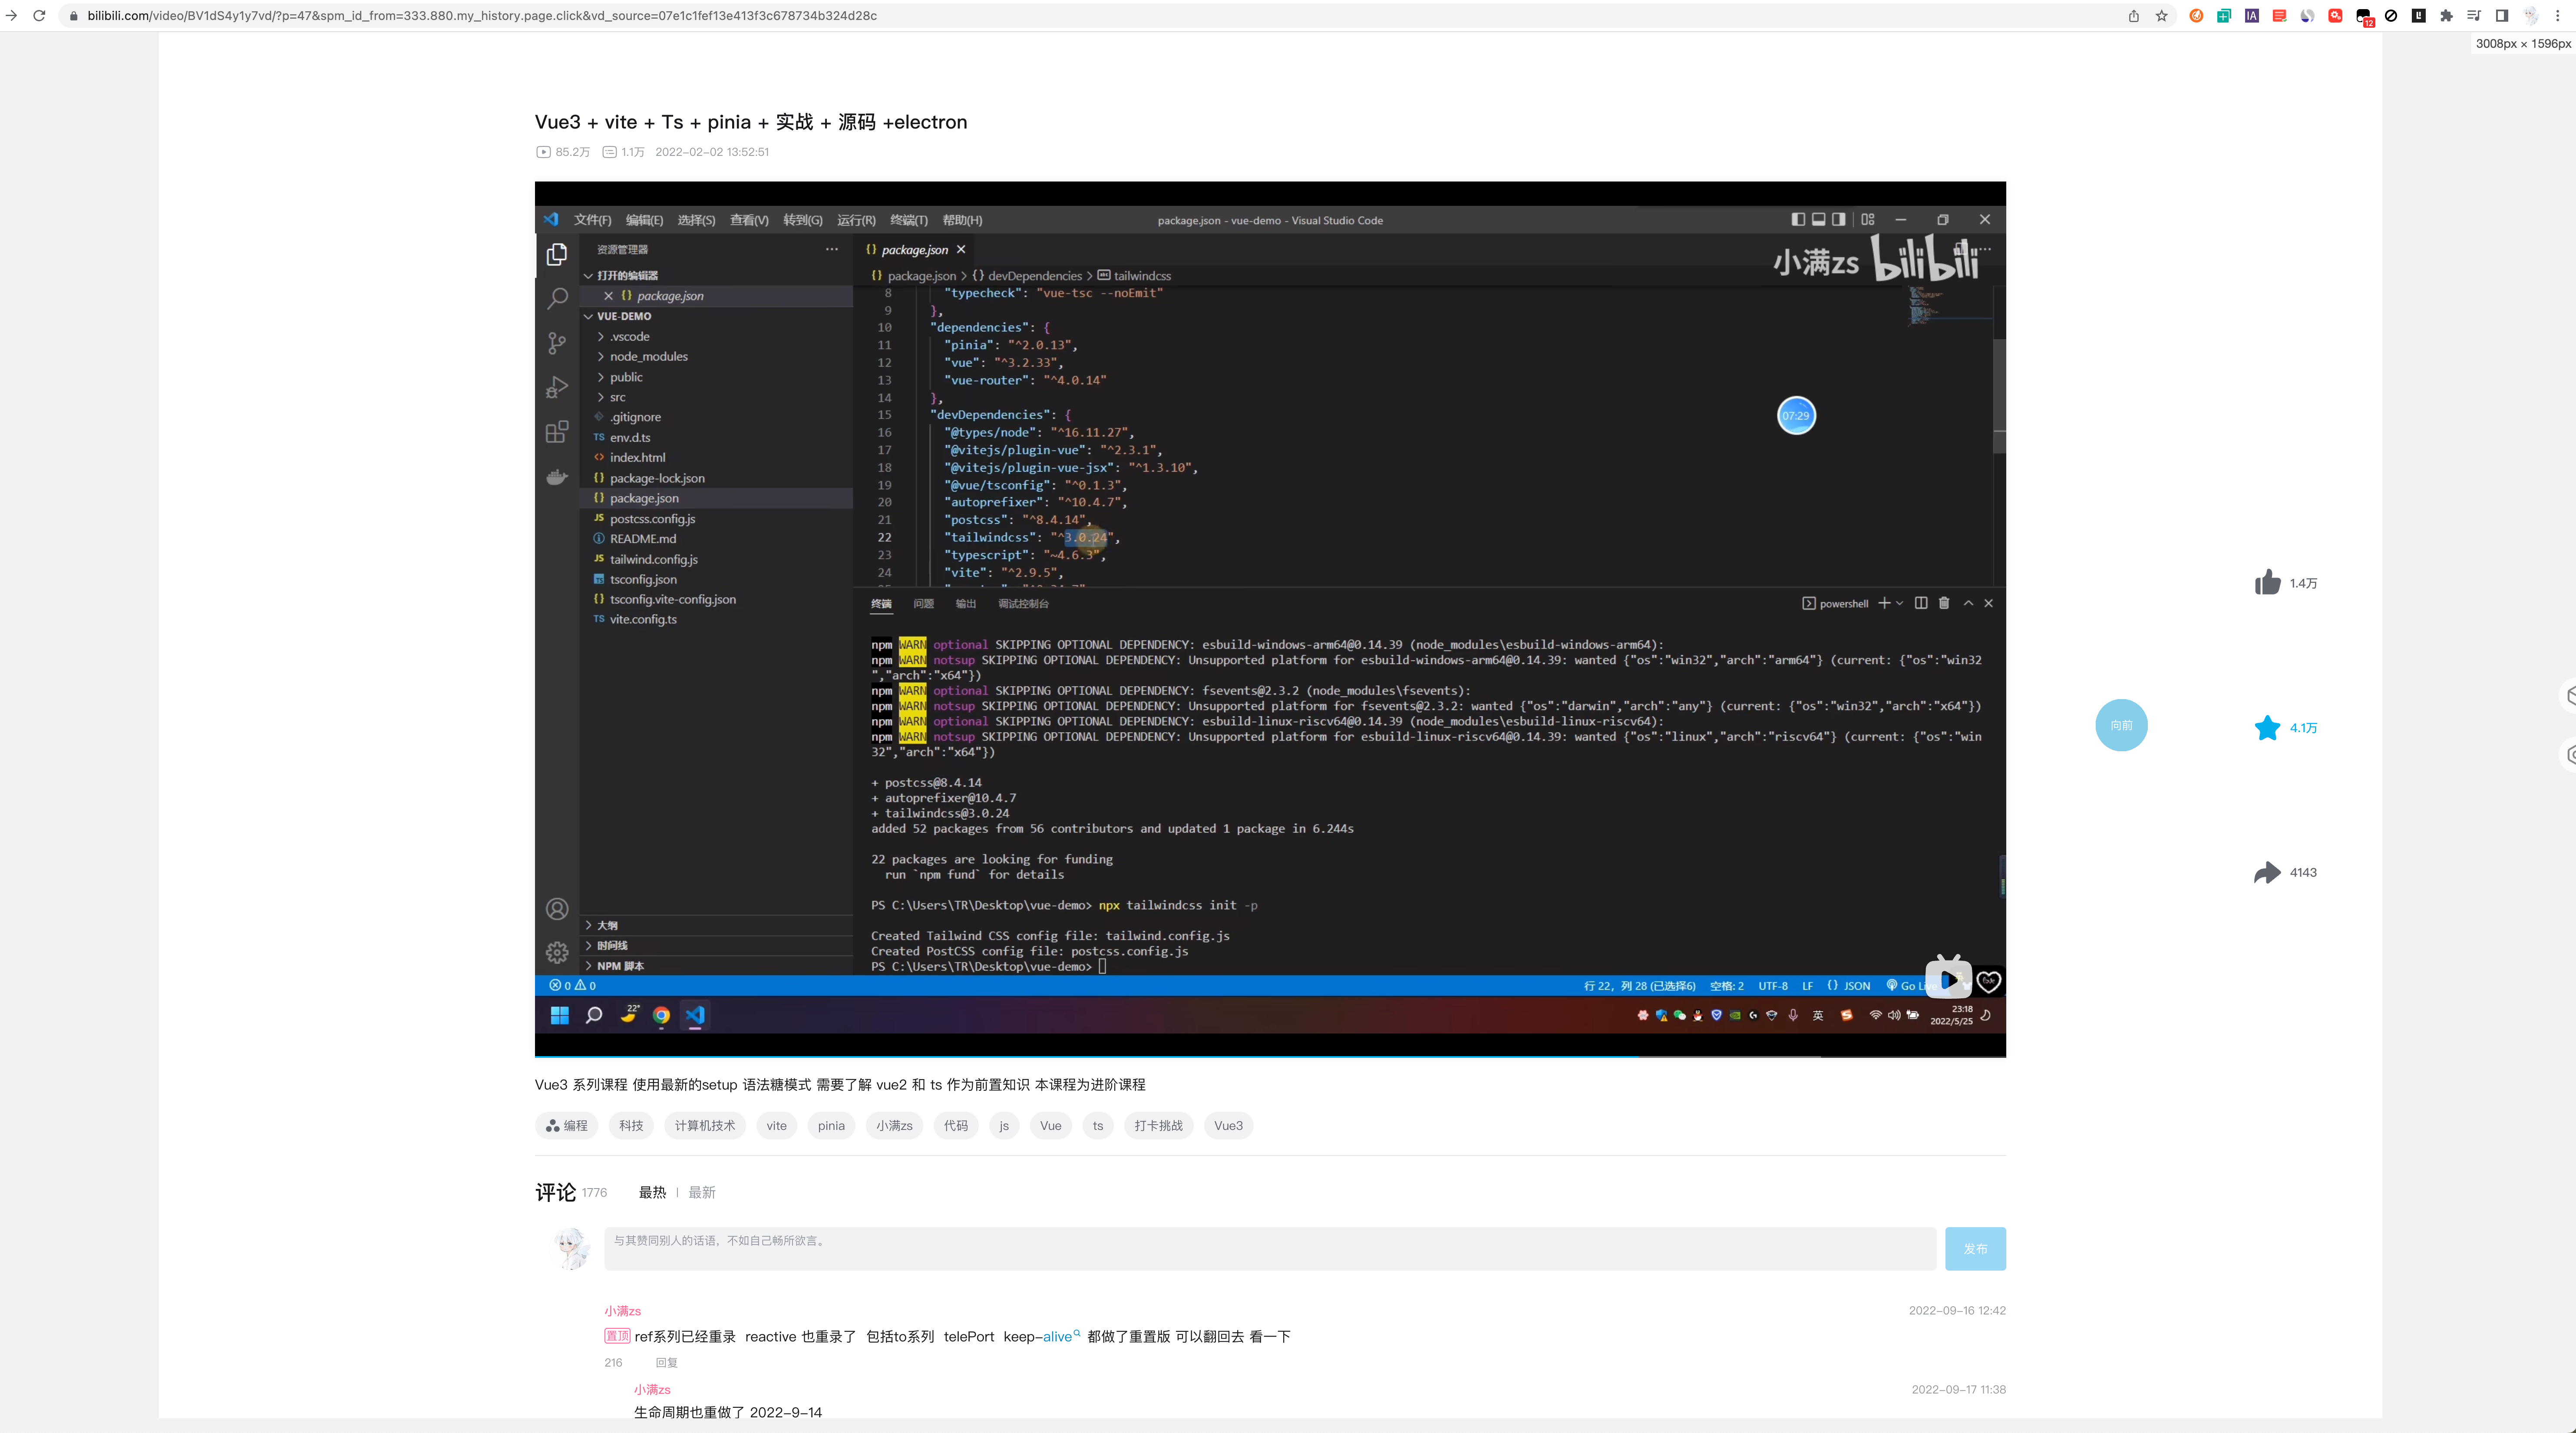 bilibili.com/video/BV1dS4y1y7vd/?p=47&spm_id_from=333.880.my_history.page.click&vd_source=07e1c1fef13e413f3c678734b324d28c
12
3008px × 1596px
Vue3 + vite + Ts + pinia + 实战 + 源码 +electron
85.2万 1.1万 2022-02-02 13:52:51
文件(F) 编辑(E) 选择(S) 查看(V) 转到(G) 运行(R) 终端(T) 帮助(H) package.json - vue-demo - Visual Studio Code
资源管理器
打开的编辑器
{} package.json
VUE-DEMO
.vscode
node_modules
public
src
.gitignore
TS env.d.ts
<> index.html
{} package-lock.json
{} package.json
JS postcss.config.js
README.md
JS tailwind.config.js
tsconfig.json
{} tsconfig.vite-config.json
TS vite.config.ts
大纲
时间线
NPM 脚本
{} package.json
{} package.json > {} devDependencies > tailwindcss
小满zs bilibili
8 "typecheck": "vue-tsc --noEmit"
9 },
10 "dependencies": {
11 "pinia": "^2.0.13",
12 "vue": "^3.2.33",
13 "vue-router": "^4.0.14"
14 },
15 "devDependencies": {
16 "@types/node": "^16.11.27",
17 "@vitejs/plugin-vue": "^2.3.1",
18 "@vitejs/plugin-vue-jsx": "^1.3.10",
19 "@vue/tsconfig": "^0.1.3",
20 "autoprefixer": "^10.4.7",
21 "postcss": "^8.4.14",
22 "tailwindcss": "^3.0.24",
23 "typescript": "~4.6.3",
24 "vite": "^2.9.5",
07:29
终端 问题 输出 调试控制台 powershell
npm WARN optional SKIPPING OPTIONAL DEPENDENCY: esbuild-windows-arm64@0.14.39 (node_modules\esbuild-windows-arm64):
npm WARN notsup SKIPPING OPTIONAL DEPENDENCY: Unsupported platform for esbuild-windows-arm64@0.14.39: wanted {"os":"win32","arch":"arm64"} (current: {"os":"win32
","arch":"x64"})
npm WARN optional SKIPPING OPTIONAL DEPENDENCY: fsevents@2.3.2 (node_modules\fsevents):
npm WARN notsup SKIPPING OPTIONAL DEPENDENCY: Unsupported platform for fsevents@2.3.2: wanted {"os":"darwin","arch":"any"} (current: {"os":"win32","arch":"x64"})
npm WARN optional SKIPPING OPTIONAL DEPENDENCY: esbuild-linux-riscv64@0.14.39 (node_modules\esbuild-linux-riscv64):
npm WARN notsup SKIPPING OPTIONAL DEPENDENCY: Unsupported platform for esbuild-linux-riscv64@0.14.39: wanted {"os":"linux","arch":"riscv64"} (current: {"os":"win
32","arch":"x64"})
+ postcss@8.4.14
+ autoprefixer@10.4.7
+ tailwindcss@3.0.24
added 52 packages from 56 contributors and updated 1 package in 6.244s
22 packages are looking for funding
run `npm fund` for details
PS C:\Users\TR\Desktop\vue-demo> npx tailwindcss init -p
Created Tailwind CSS config file: tailwind.config.js
Created PostCSS config file: postcss.config.js
PS C:\Users\TR\Desktop\vue-demo>
0 0 行 22，列 28 (已选择6) 空格: 2 UTF-8 LF {} JSON Go
22° 英 23:18
2022/5/25
1.4万
向前 4.1万
4143
Vue3 系列课程 使用最新的setup 语法糖模式 需要了解 vue2 和 ts 作为前置知识 本课程为进阶课程
编程 科技 计算机技术 vite pinia 小满zs 代码 js Vue ts 打卡挑战 Vue3
评论 1776 最热 | 最新
与其赞同别人的话语，不如自己畅所欲言。 发布
小满zs 2022-09-16 12:42
置顶 ref系列已经重录 reactive 也重录了 包括to系列 telePort keep-alive 都做了重置版 可以翻回去 看一下
216 回复
小满zs 2022-09-17 11:38
生命周期也重做了 2022-9-14